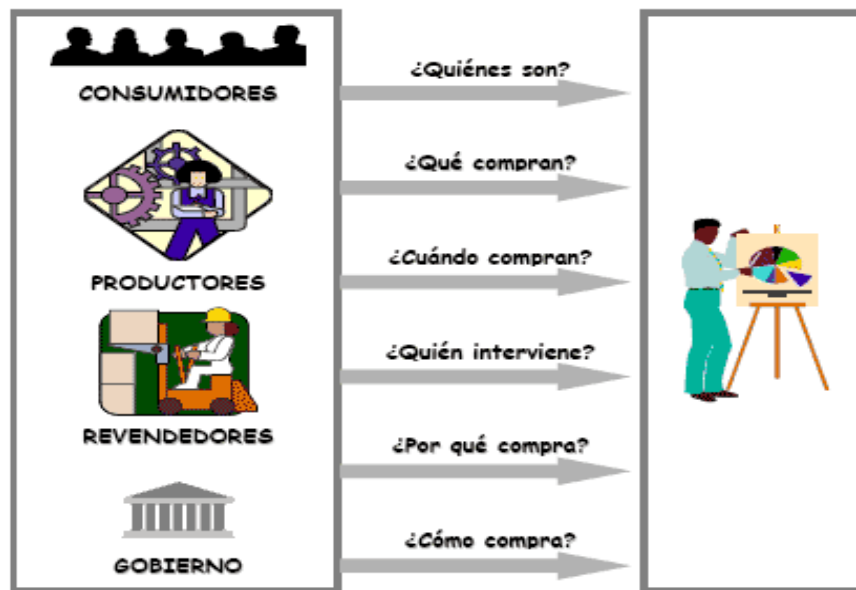 CONSUMIDORES
PRODUCTORES
REVENDEDORES
GOBIERNO
¿Quiénes son?
¿Qué compran?
¿Cuándo compran?
¿Quién interviene?
¿Por qué compra?
¿Cómo compra?